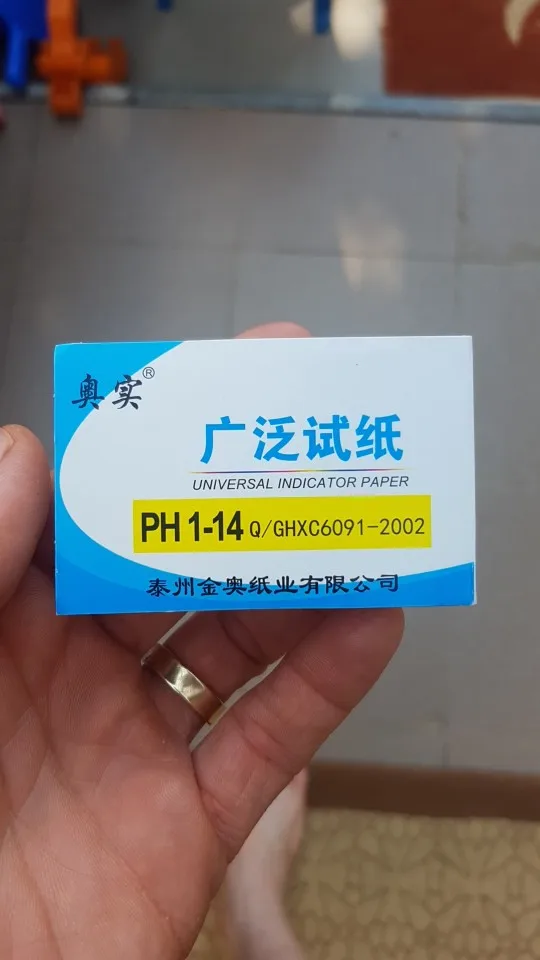 奥实®
广泛试纸
UNIVERSAL INDICATOR PAPER
PH 1-14 Q/GHXC6091-2002
泰州金奥纸业有限公司